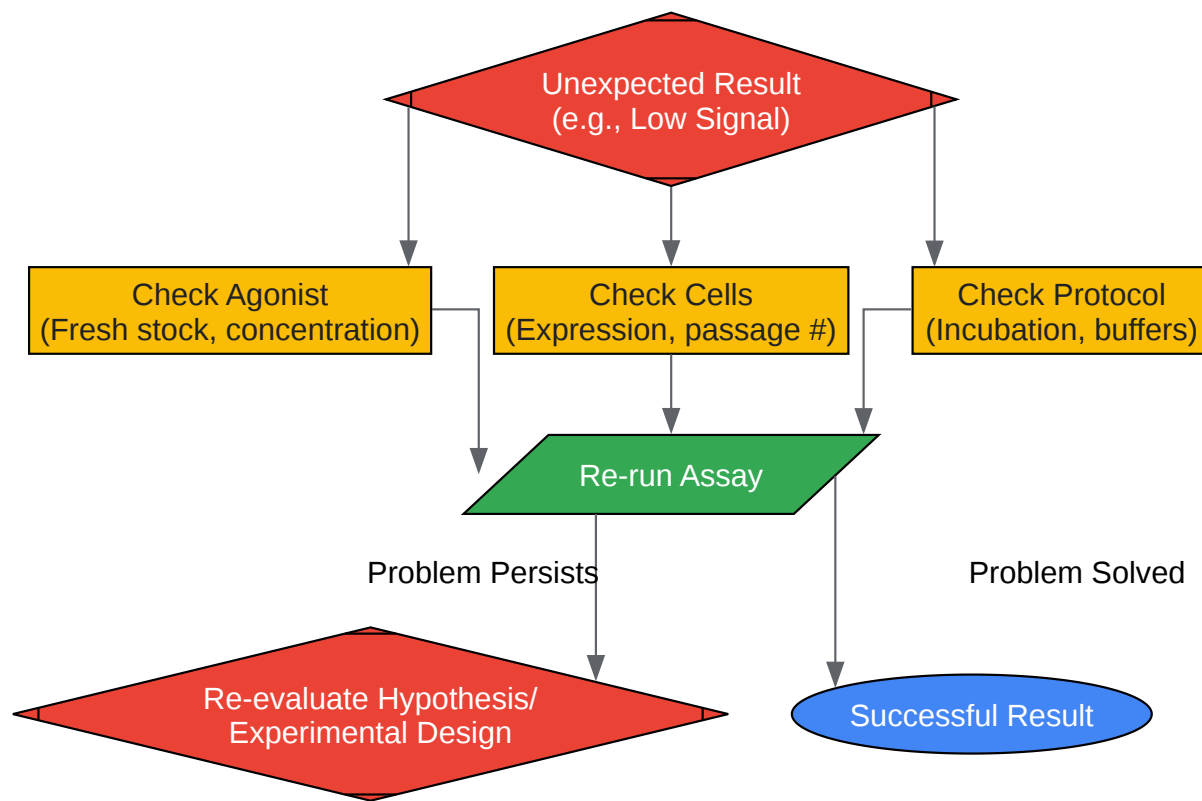 Unexpected Result
(e.g., Low Signal)
Check Agonist
(Fresh stock, concentration)
Check Cells
(Expression, passage #)
Check Protocol
(Incubation, buffers)
Re-run Assay
Problem Persists
Problem Solved
Re-evaluate Hypothesis/
Experimental Design
Successful Result